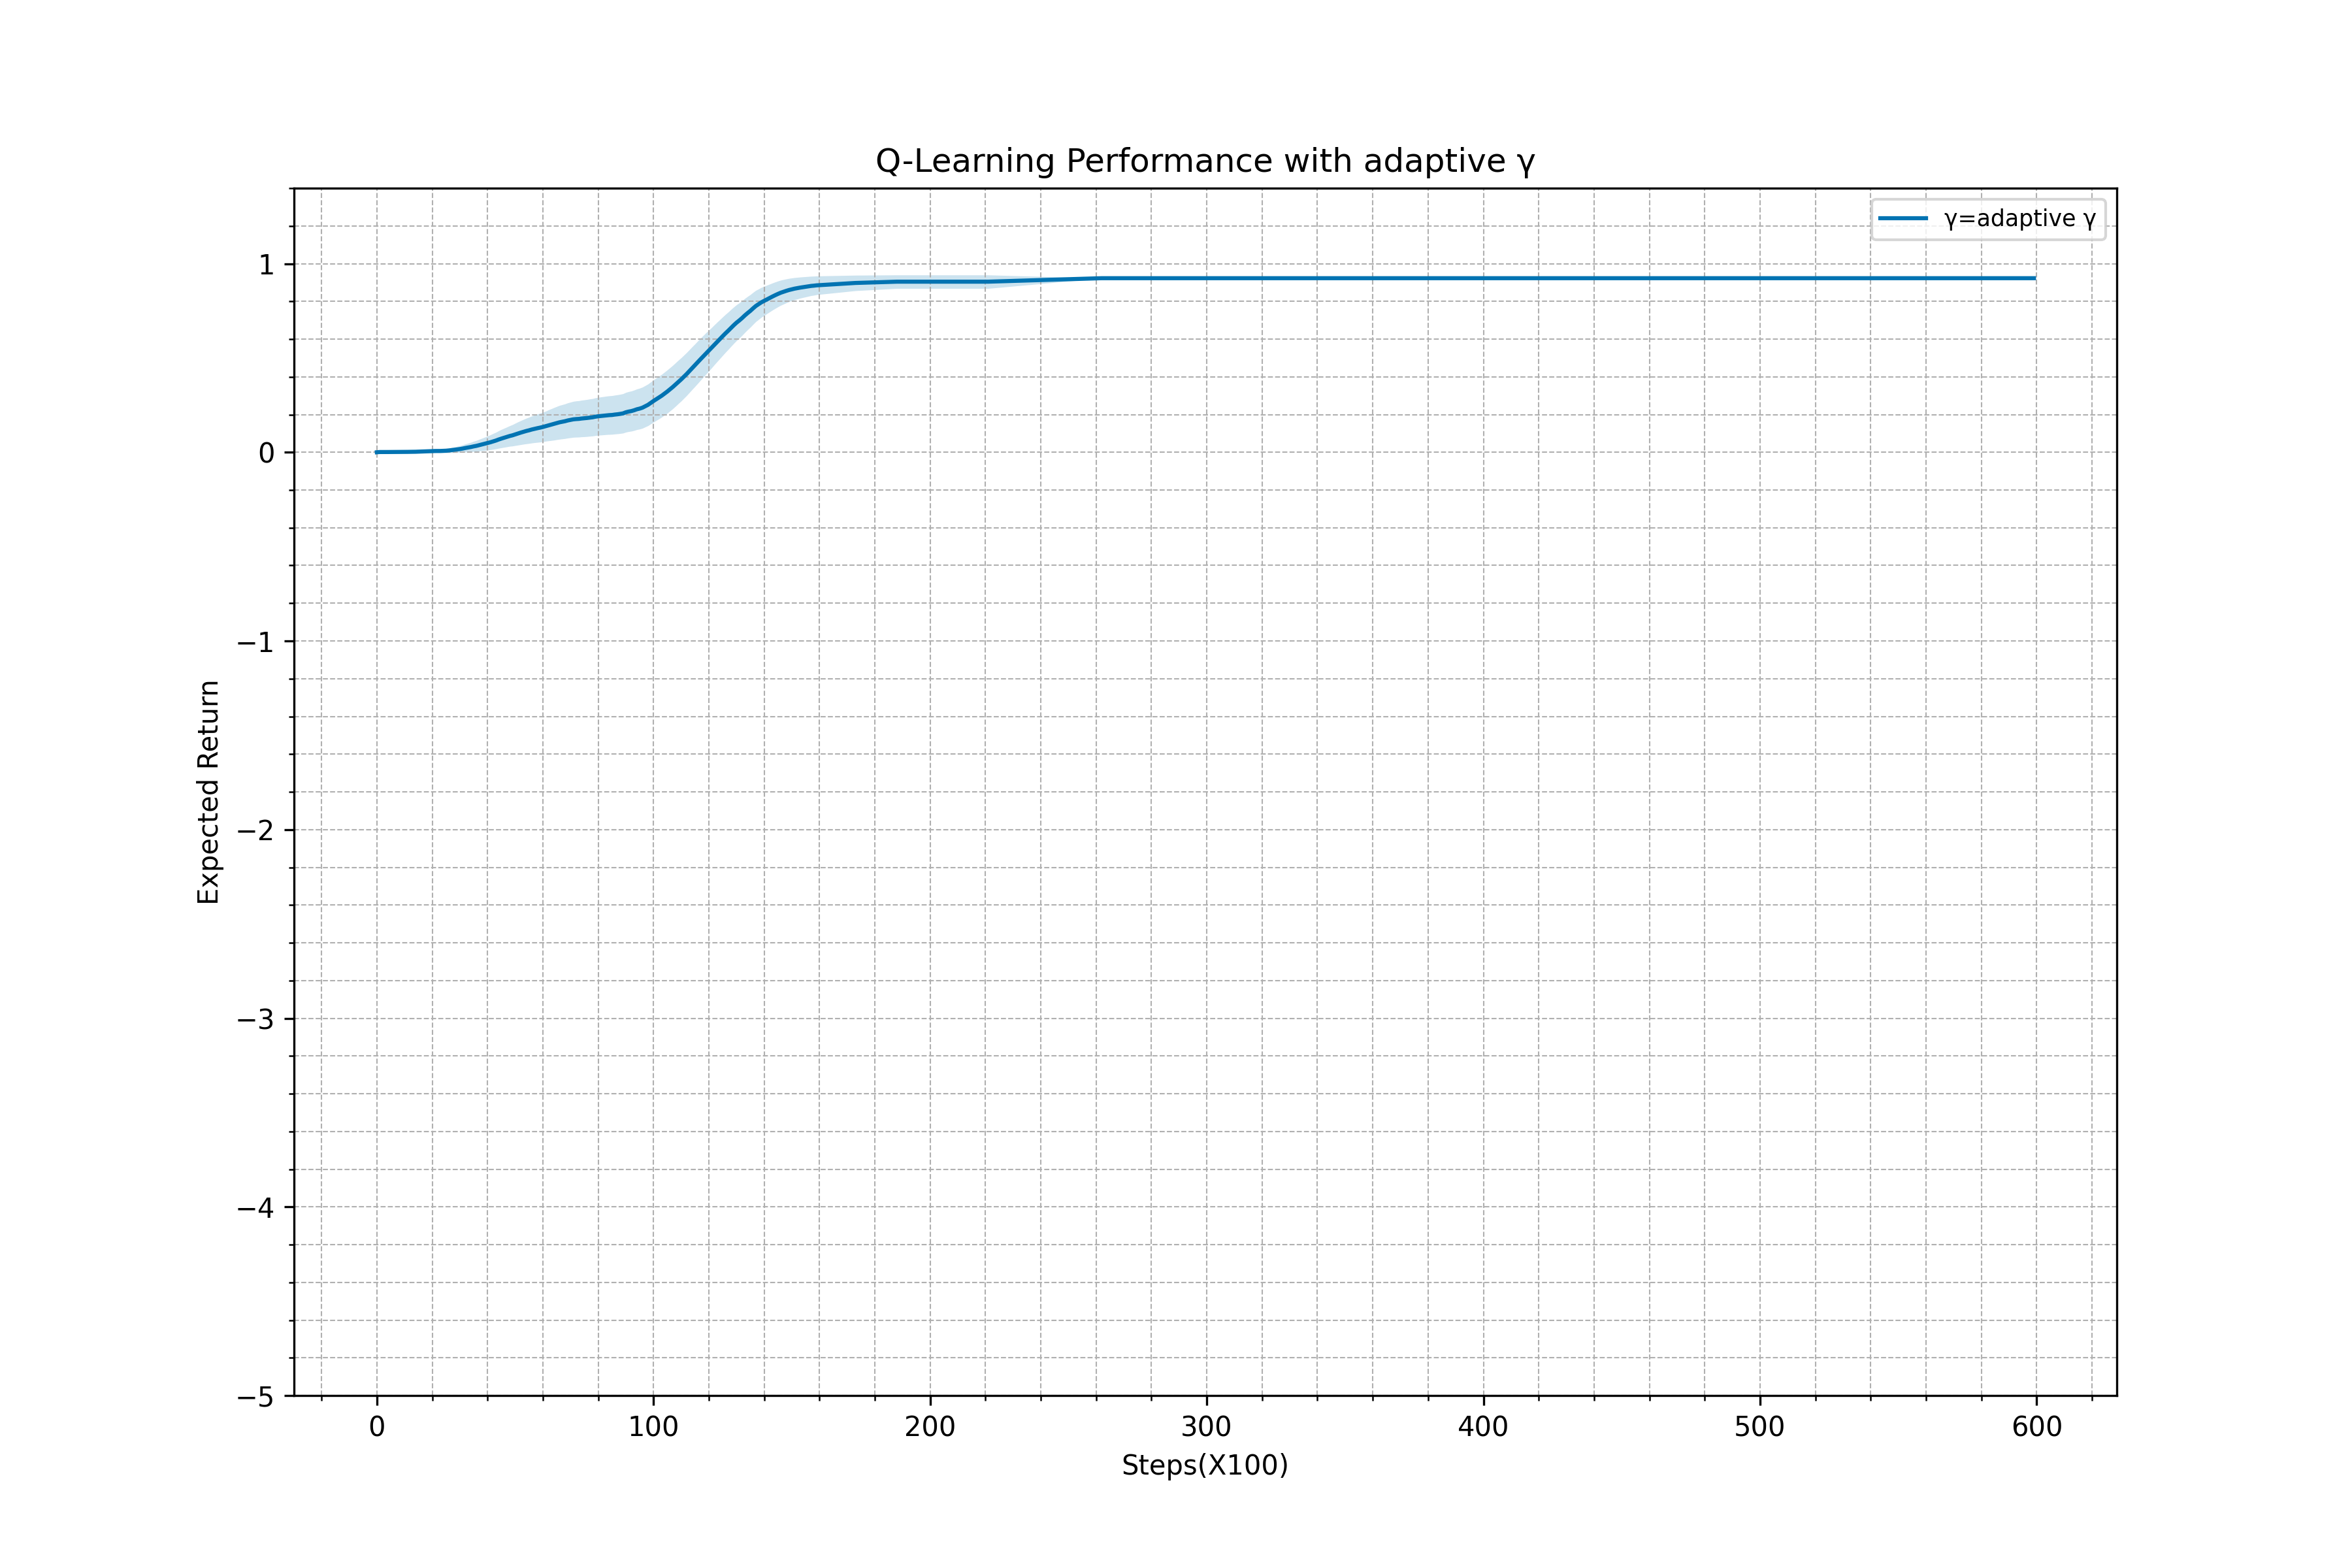 Q-Learning Performance with adaptive γ
γ=adaptive γ
1
0
−1
−2
−3
−4
−5
Expected Return
0 100 200 300 400 500 600
Steps(X100)